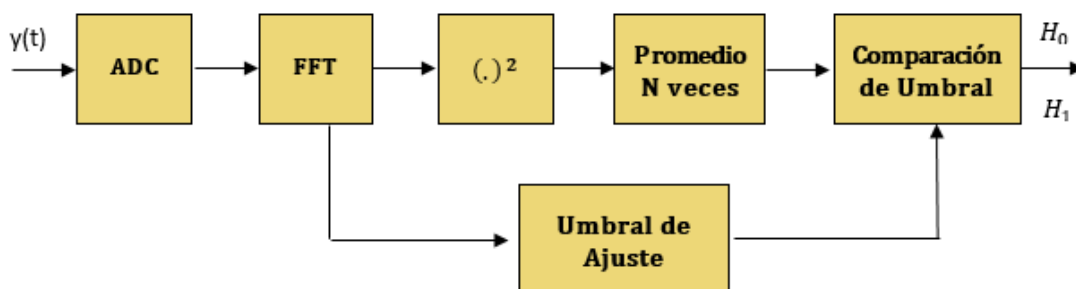 y(t)
ADC
FFT
(.)²
Promedio
N veces
Comparación
de Umbral
H₀
H₁
Umbral de
Ajuste